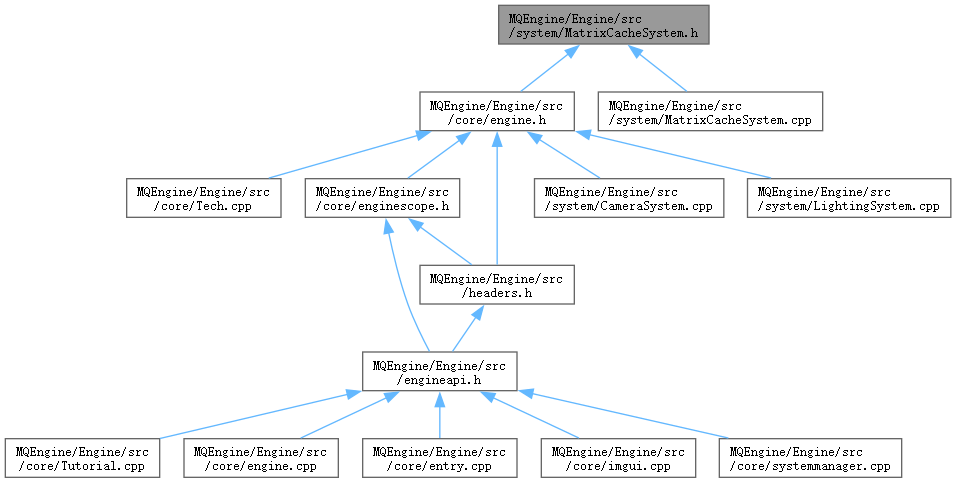 MQEngine/Engine/src
/system/MatrixCacheSystem.h
MQEngine/Engine/src
/core/engine.h
MQEngine/Engine/src
/system/MatrixCacheSystem.cpp
MQEngine/Engine/src
/core/Tech.cpp
MQEngine/Engine/src
/core/enginescope.h
MQEngine/Engine/src
/system/CameraSystem.cpp
MQEngine/Engine/src
/system/LightingSystem.cpp
MQEngine/Engine/src
/headers.h
MQEngine/Engine/src
/engineapi.h
MQEngine/Engine/src
/core/Tutorial.cpp
MQEngine/Engine/src
/core/engine.cpp
MQEngine/Engine/src
/core/entry.cpp
MQEngine/Engine/src
/core/imgui.cpp
MQEngine/Engine/src
/core/systemmanager.cpp